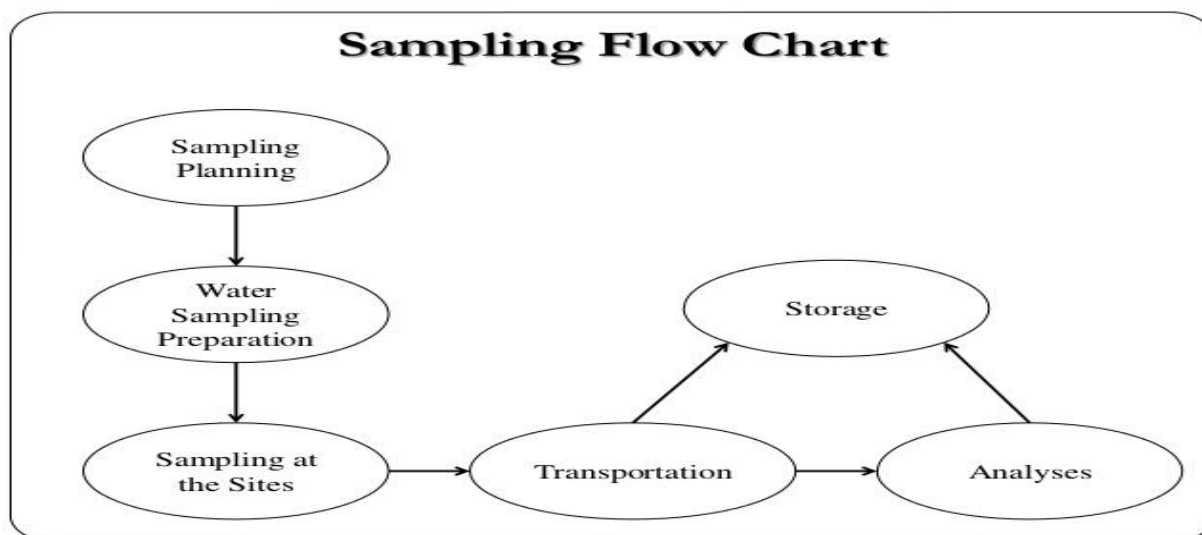 Sampling Flow Chart
Sampling
Planning
Water
Sampling
Preparation
Sampling at
the Sites
Transportation
Storage
Analyses